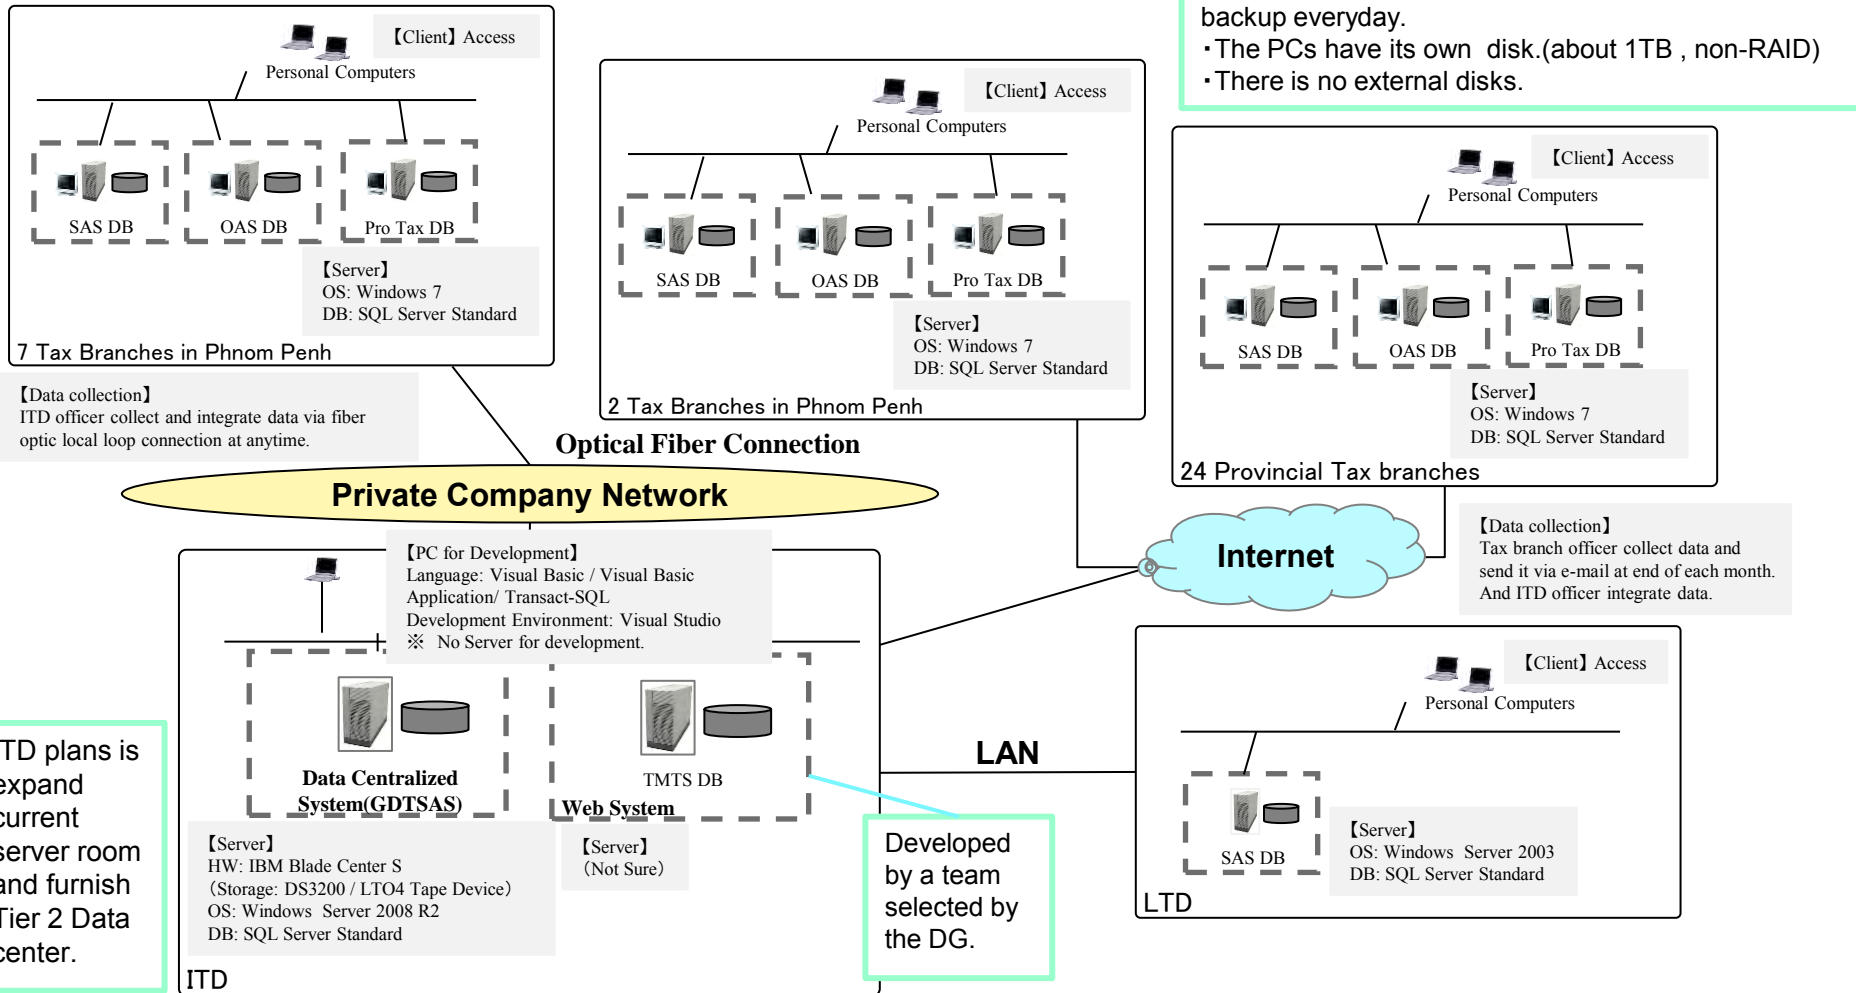 backup everyday.
・The PCs have its own disk.(about 1TB , non-RAID)
・There is no external disks.
【Client】 Access
Personal Computers
SAS DB
OAS DB
Pro Tax DB
【Server】
OS: Windows 7
DB: SQL Server Standard
7 Tax Branches in Phnom Penh
【Client】 Access
Personal Computers
SAS DB
OAS DB
Pro Tax DB
【Server】
OS: Windows 7
DB: SQL Server Standard
2 Tax Branches in Phnom Penh
【Client】 Access
Personal Computers
SAS DB
OAS DB
Pro Tax DB
【Server】
OS: Windows 7
DB: SQL Server Standard
24 Provincial Tax branches
【Data collection】
ITD officer collect and integrate data via fiber
optic local loop connection at anytime.
Optical Fiber Connection
Private Company Network
Internet
【Data collection】
Tax branch officer collect data and
send it via e-mail at end of each month.
And ITD officer integrate data.
【PC for Development】
Language: Visual Basic / Visual Basic
Application/ Transact-SQL
Development Environment: Visual Studio
※ No Server for development.
Data Centralized
System(GDTSAS)
TMTS DB
Web System
【Server】
HW: IBM Blade Center S
（Storage: DS3200 / LTO4 Tape Device）
OS: Windows Server 2008 R2
DB: SQL Server Standard
【Server】
（Not Sure）
ITD
TD plans is
expand
current
server room
and furnish
Tier 2 Data
center.
Developed
by a team
selected by
the DG.
LAN
【Client】 Access
Personal Computers
SAS DB
【Server】
OS: Windows Server 2003
DB: SQL Server Standard
LTD